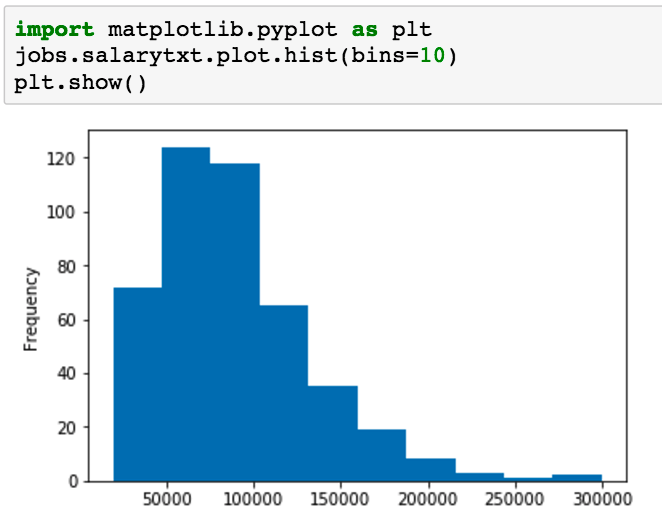 import matplotlib.pyplot as plt
jobs.salarytxt.plot.hist(bins=10)
plt.show()
120
100
80
60
40
20
0
Frequency
50000 100000 150000 200000 250000 300000